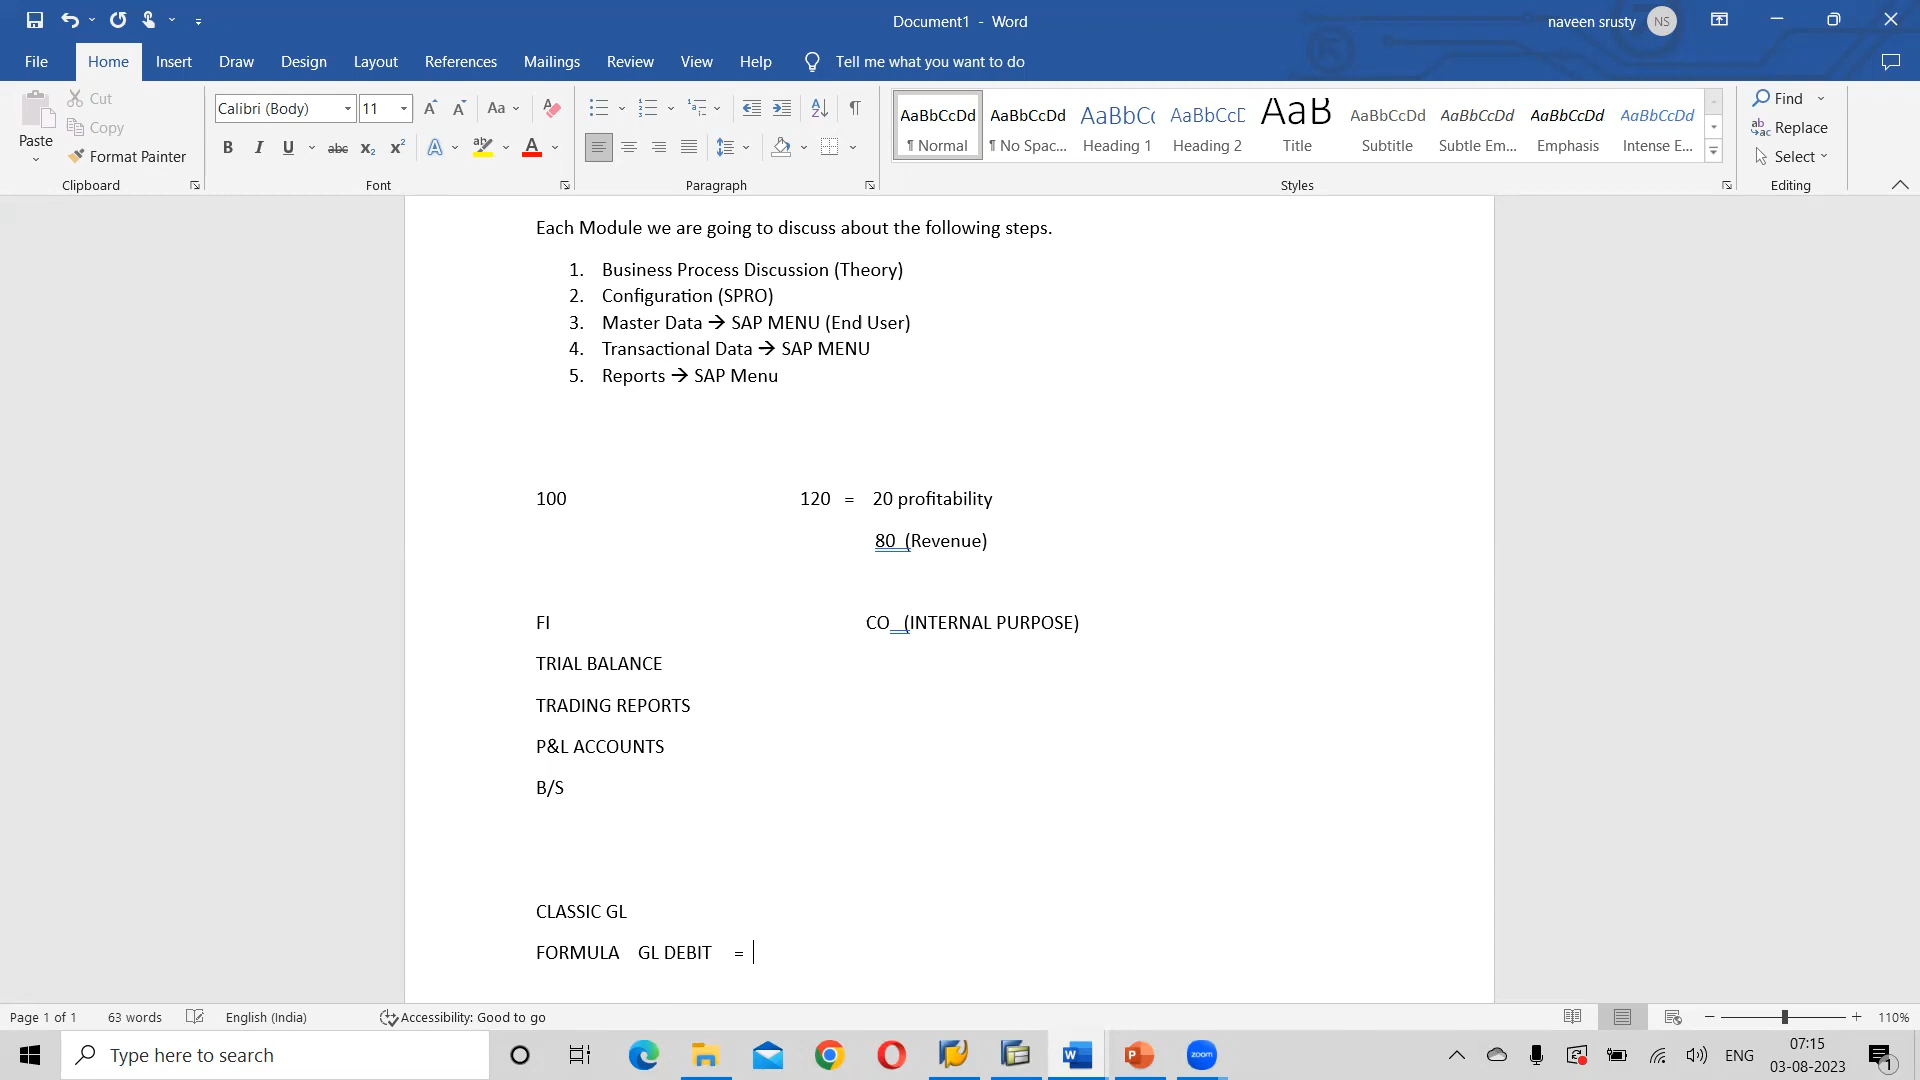 Document1 - Word
naveen srusty
NS
File Home Insert Draw Design Layout References Mailings Review View Help Tell me what you want to do
Paste
Cut
Copy
Format Painter
Clipboard
Calibri (Body) 11
Font
Paragraph
AaBbCcDd AaBbCcDd AaBbCc AaBbCcC AaB AaBbCcDd AaBbCcDd AaBbCcDd AaBbCcDd
¶ Normal ¶ No Spac... Heading 1 Heading 2 Title Subtitle Subtle Em... Emphasis Intense E...
Styles
Find
Replace
Select
Editing
Each Module we are going to discuss about the following steps.
1. Business Process Discussion (Theory)
2. Configuration (SPRO)
3. Master Data → SAP MENU (End User)
4. Transactional Data → SAP MENU
5. Reports → SAP Menu
100 120 = 20 profitability
80 (Revenue)
FI CO (INTERNAL PURPOSE)
TRIAL BALANCE
TRADING REPORTS
P&L ACCOUNTS
B/S
CLASSIC GL
FORMULA GL DEBIT =
Page 1 of 1 63 words English (India) Accessibility: Good to go 110%
Type here to search
zoom
ENG
07:15
03-08-2023
1